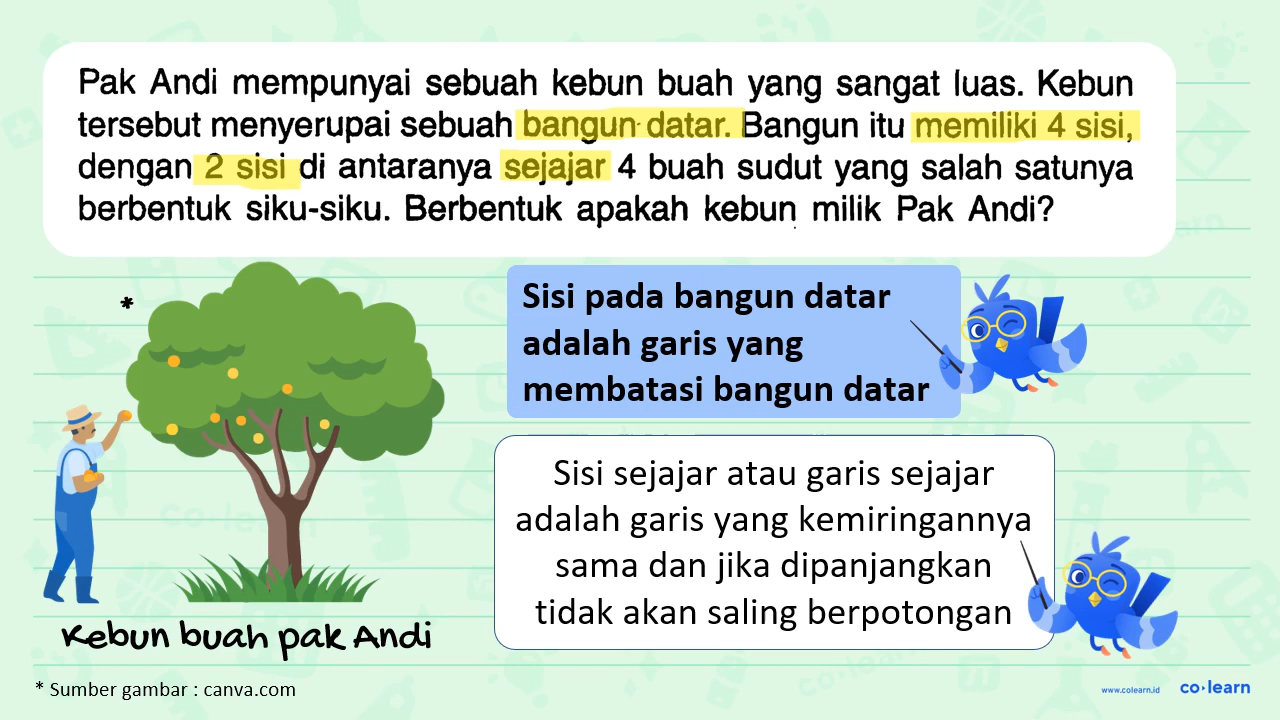 Pak Andi mempunyai sebuah kebun buah yang sangat luas. Kebun
tersebut menyerupai sebuah bangun datar. Bangun itu memiliki 4 sisi,
dengan 2 sisi di antaranya sejajar 4 buah sudut yang salah satunya
berbentuk siku-siku. Berbentuk apakah kebun milik Pak Andi?
*
Sisi pada bangun datar
adalah garis yang
membatasi bangun datar
Sisi sejajar atau garis sejajar
adalah garis yang kemiringannya
sama dan jika dipanjangkan
tidak akan saling berpotongan
Kebun buah pak Andi
* Sumber gambar : canva.com
www.colearn.id
co·learn